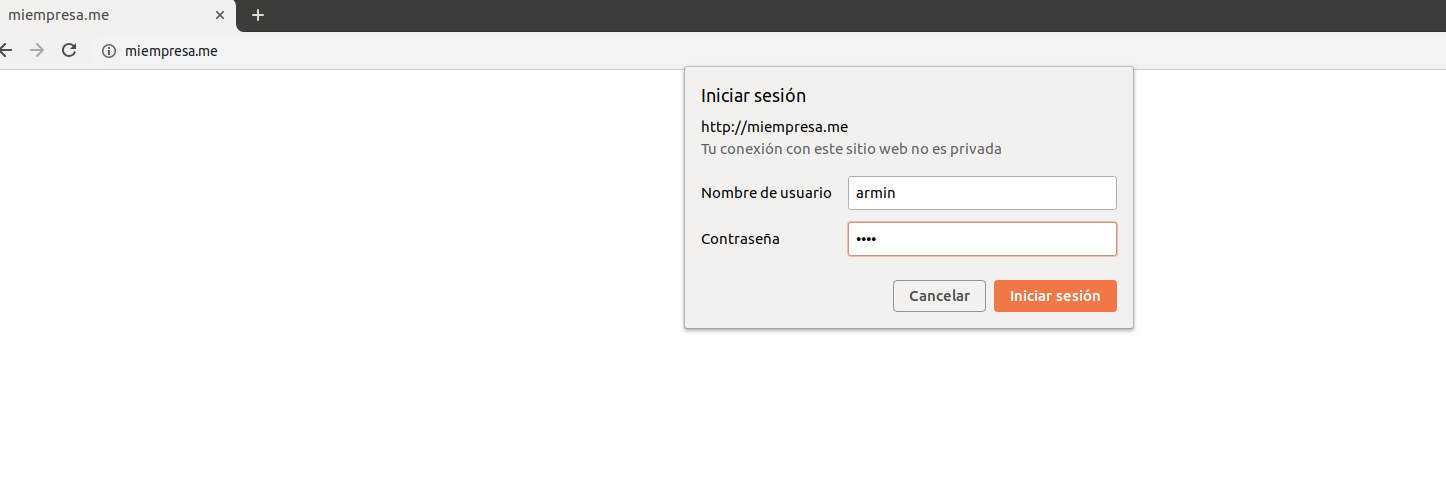 miempresa.me
miempresa.me
Iniciar sesión
http://miempresa.me
Tu conexión con este sitio web no es privada
Nombre de usuario armin
Contraseña ••••
Cancelar Iniciar sesión